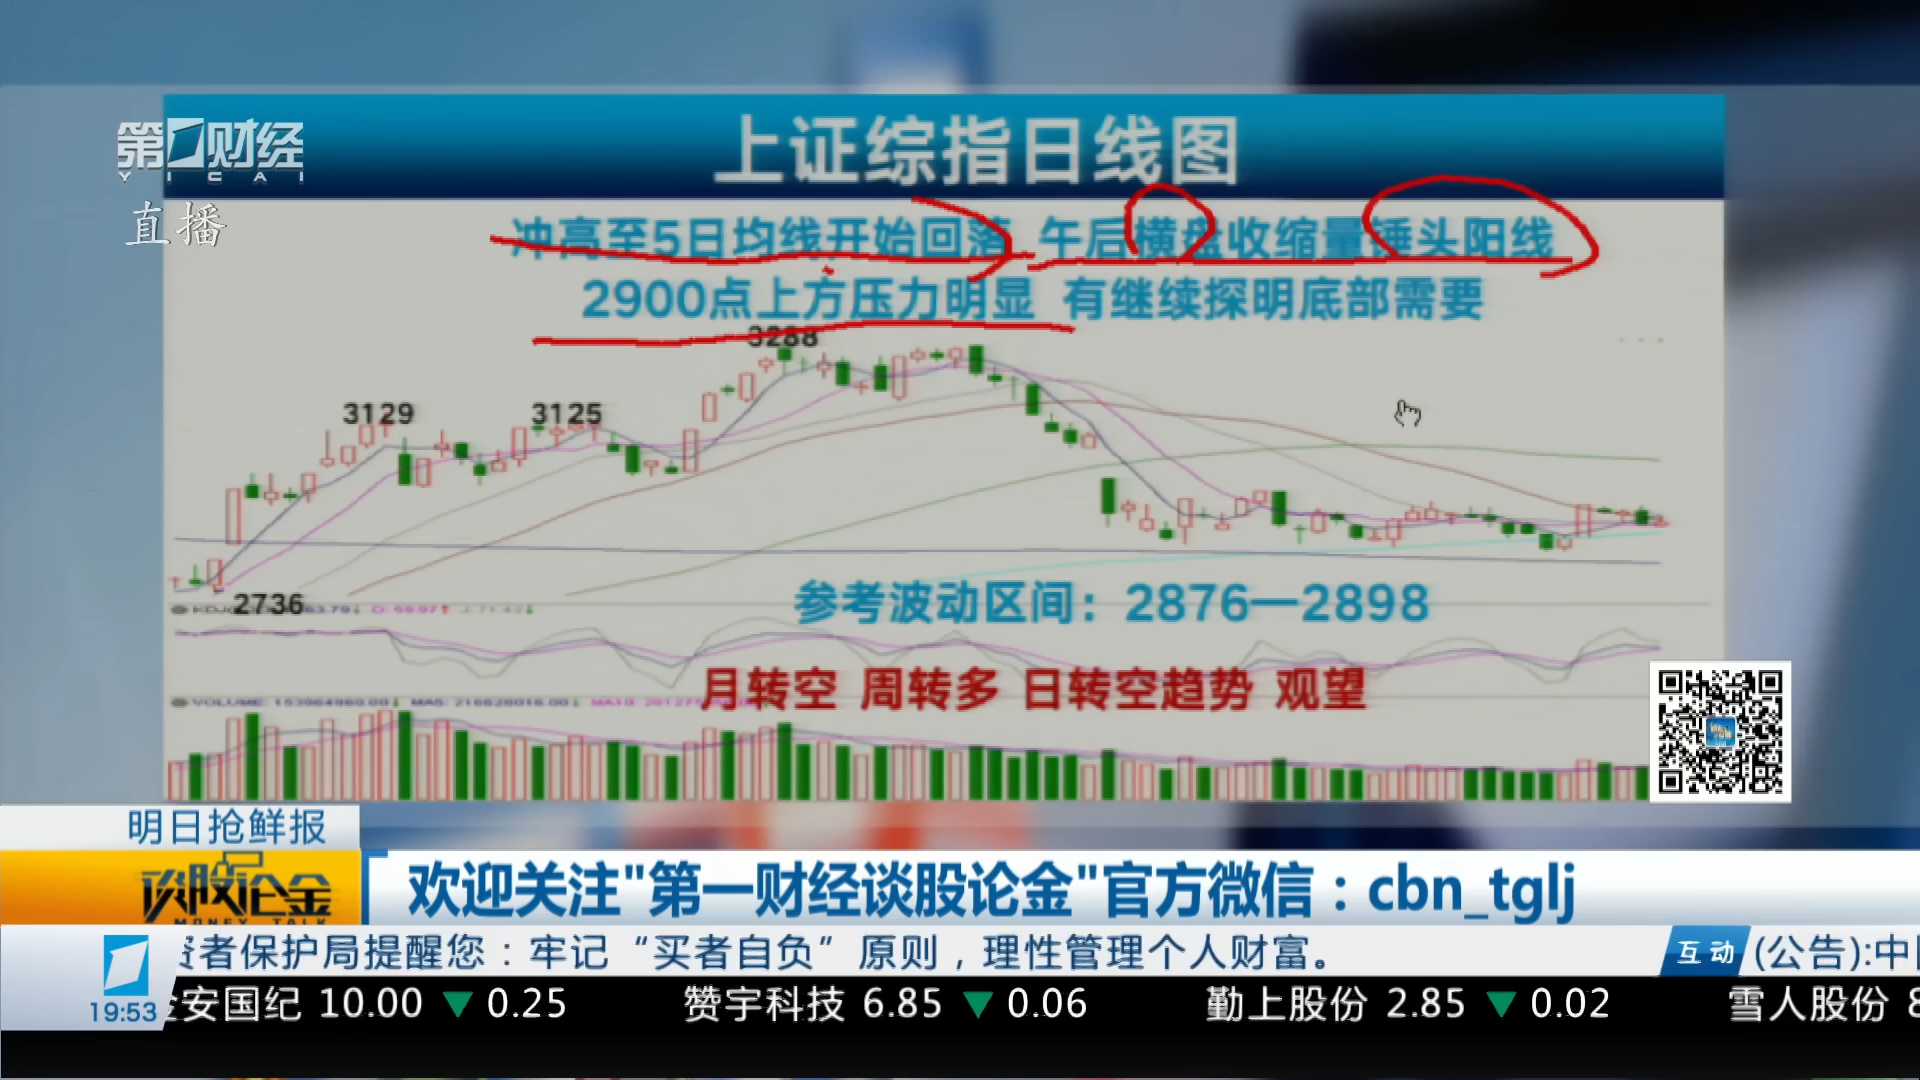 第一财经
YICAI
直播
上证综指日线图
冲高至5日均线开始回落 午后横盘收缩量锤头阳线
2900点上方压力明显 有继续探明底部需要
3288
3129
3125
2736
参考波动区间：2876—2898
月转空 周转多 日转空趋势 观望
明日抢鲜报
谈股论金
MONEY TALK
欢迎关注"第一财经谈股论金"官方微信：cbn_tglj
资者保护局提醒您：牢记“买者自负”原则，理性管理个人财富。 互动 (公告):中
19:53
金安国纪 10.00 ▼ 0.25 赞宇科技 6.85 ▼ 0.06 勤上股份 2.85 ▼ 0.02 雪人股份 8